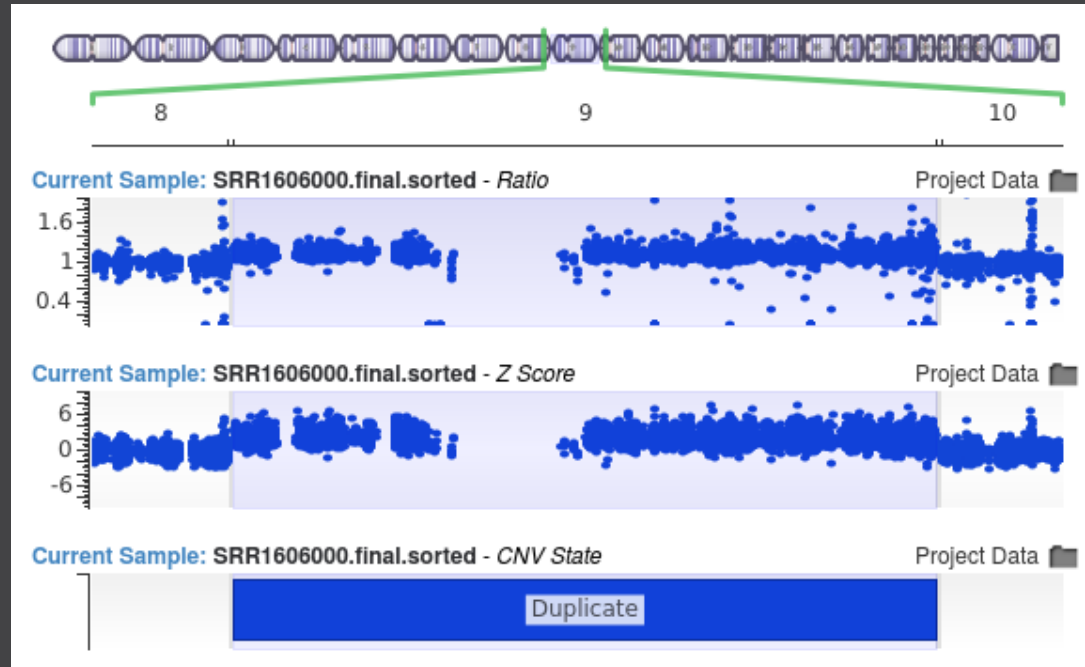 8 9 10
Current Sample: SRR1606000.final.sorted - Ratio Project Data
1.6
1
0.4
Current Sample: SRR1606000.final.sorted - Z Score Project Data
6
0
-6
Current Sample: SRR1606000.final.sorted - CNV State Project Data
Duplicate